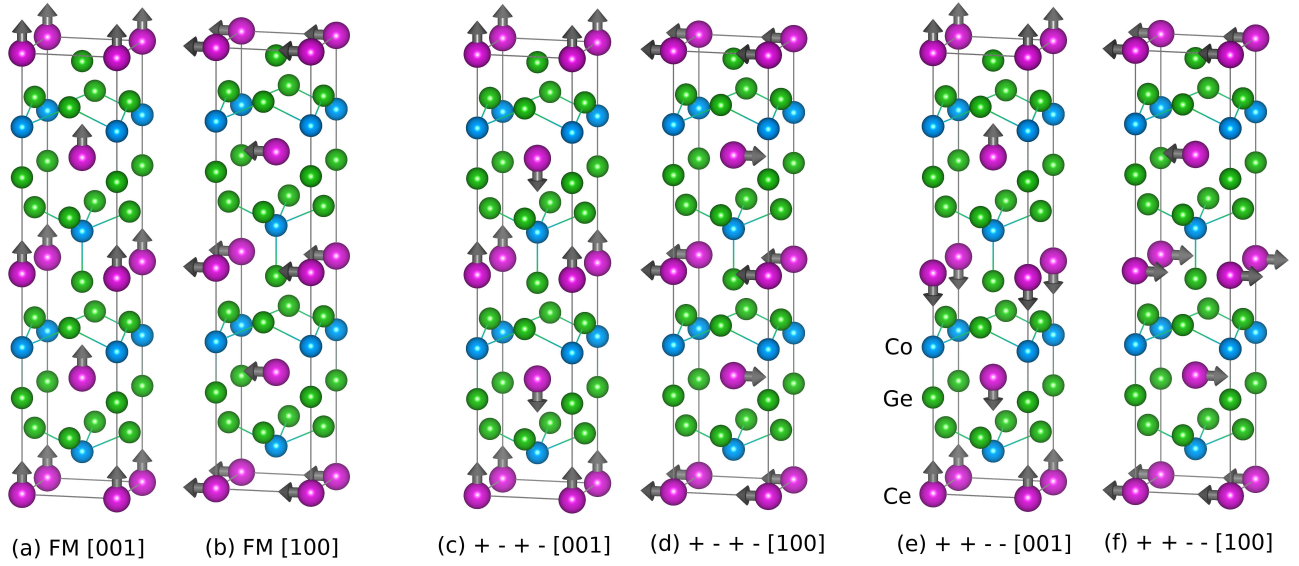 Co
Ge
Ce
(a) FM [001]
(b) FM [100]
(c) + - + - [001]
(d) + - + - [100]
(e) + + - - [001]
(f) + + - - [100]